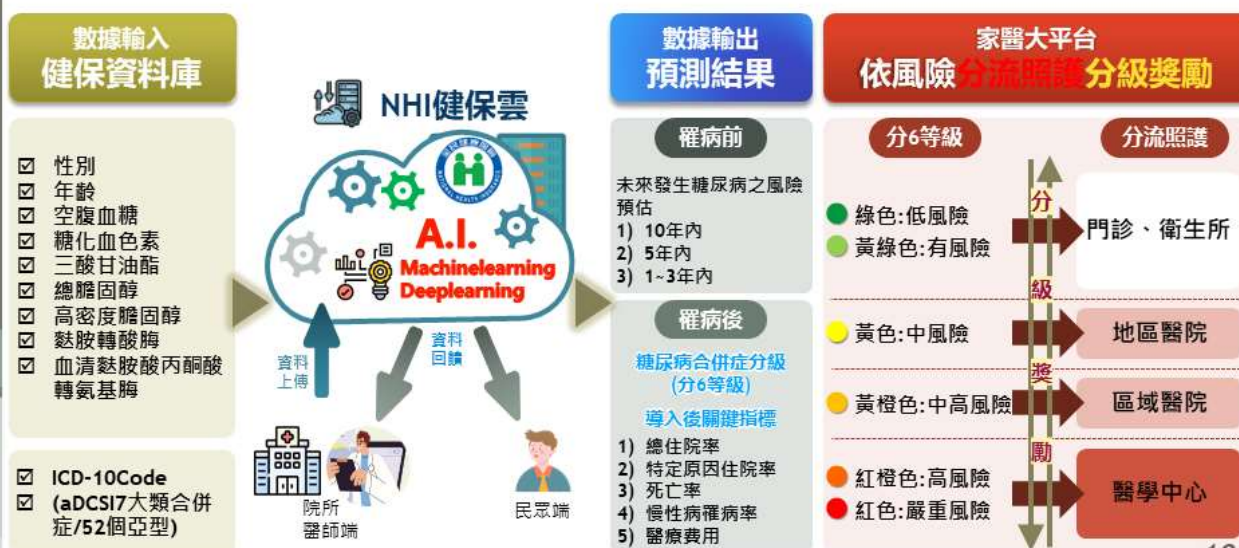 數據輸入
健保資料庫
☑ 性別
☑ 年齡
☑ 空腹血糖
☑ 糖化血色素
☑ 三酸甘油酯
☑ 總膽固醇
☑ 高密度膽固醇
☑ 麩胺轉酸脢
☑ 血清麩胺酸丙酮酸
轉氨基脢
☑ ICD-10Code
☑ (aDCSI7大類合併
症/52個亞型)
NHI健保雲
全民健康保險
NATIONAL HEALTH INSURANCE
A.I.
Machinelearning
Deeplearning
資料
上傳
資料
回饋
院所
醫師端
民眾端
數據輸出
預測結果
罹病前
未來發生糖尿病之風險
預估
1) 10年內
2) 5年內
3) 1~3年內
罹病後
糖尿病合併症分級
(分6等級)
導入後關鍵指標
1) 總住院率
2) 特定原因住院率
3) 死亡率
4) 慢性病罹病率
5) 醫療費用
家醫大平台
依風險分流照護分級獎勵
分6等級
分流照護
綠色:低風險
黃綠色:有風險
門診、衛生所
黃色:中風險
地區醫院
黃橙色:中高風險
區域醫院
紅橙色:高風險
紅色:嚴重風險
醫學中心
分
級
獎
勵